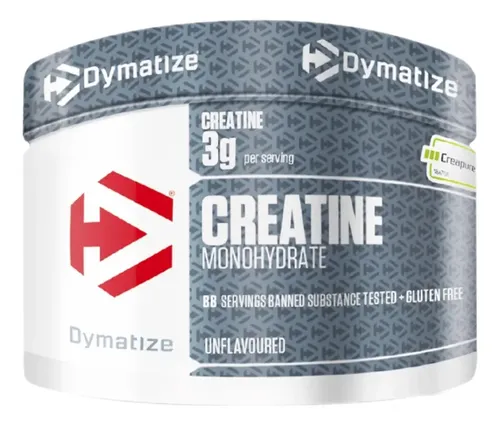 Dymatize
Dymatize
CREATINE
3g per serving
Creapure
CREATINE
MONOHYDRATE
88 SERVINGS BANNED SUBSTANCE TESTED + GLUTEN FREE
UNFLAVOURED
Dymatize